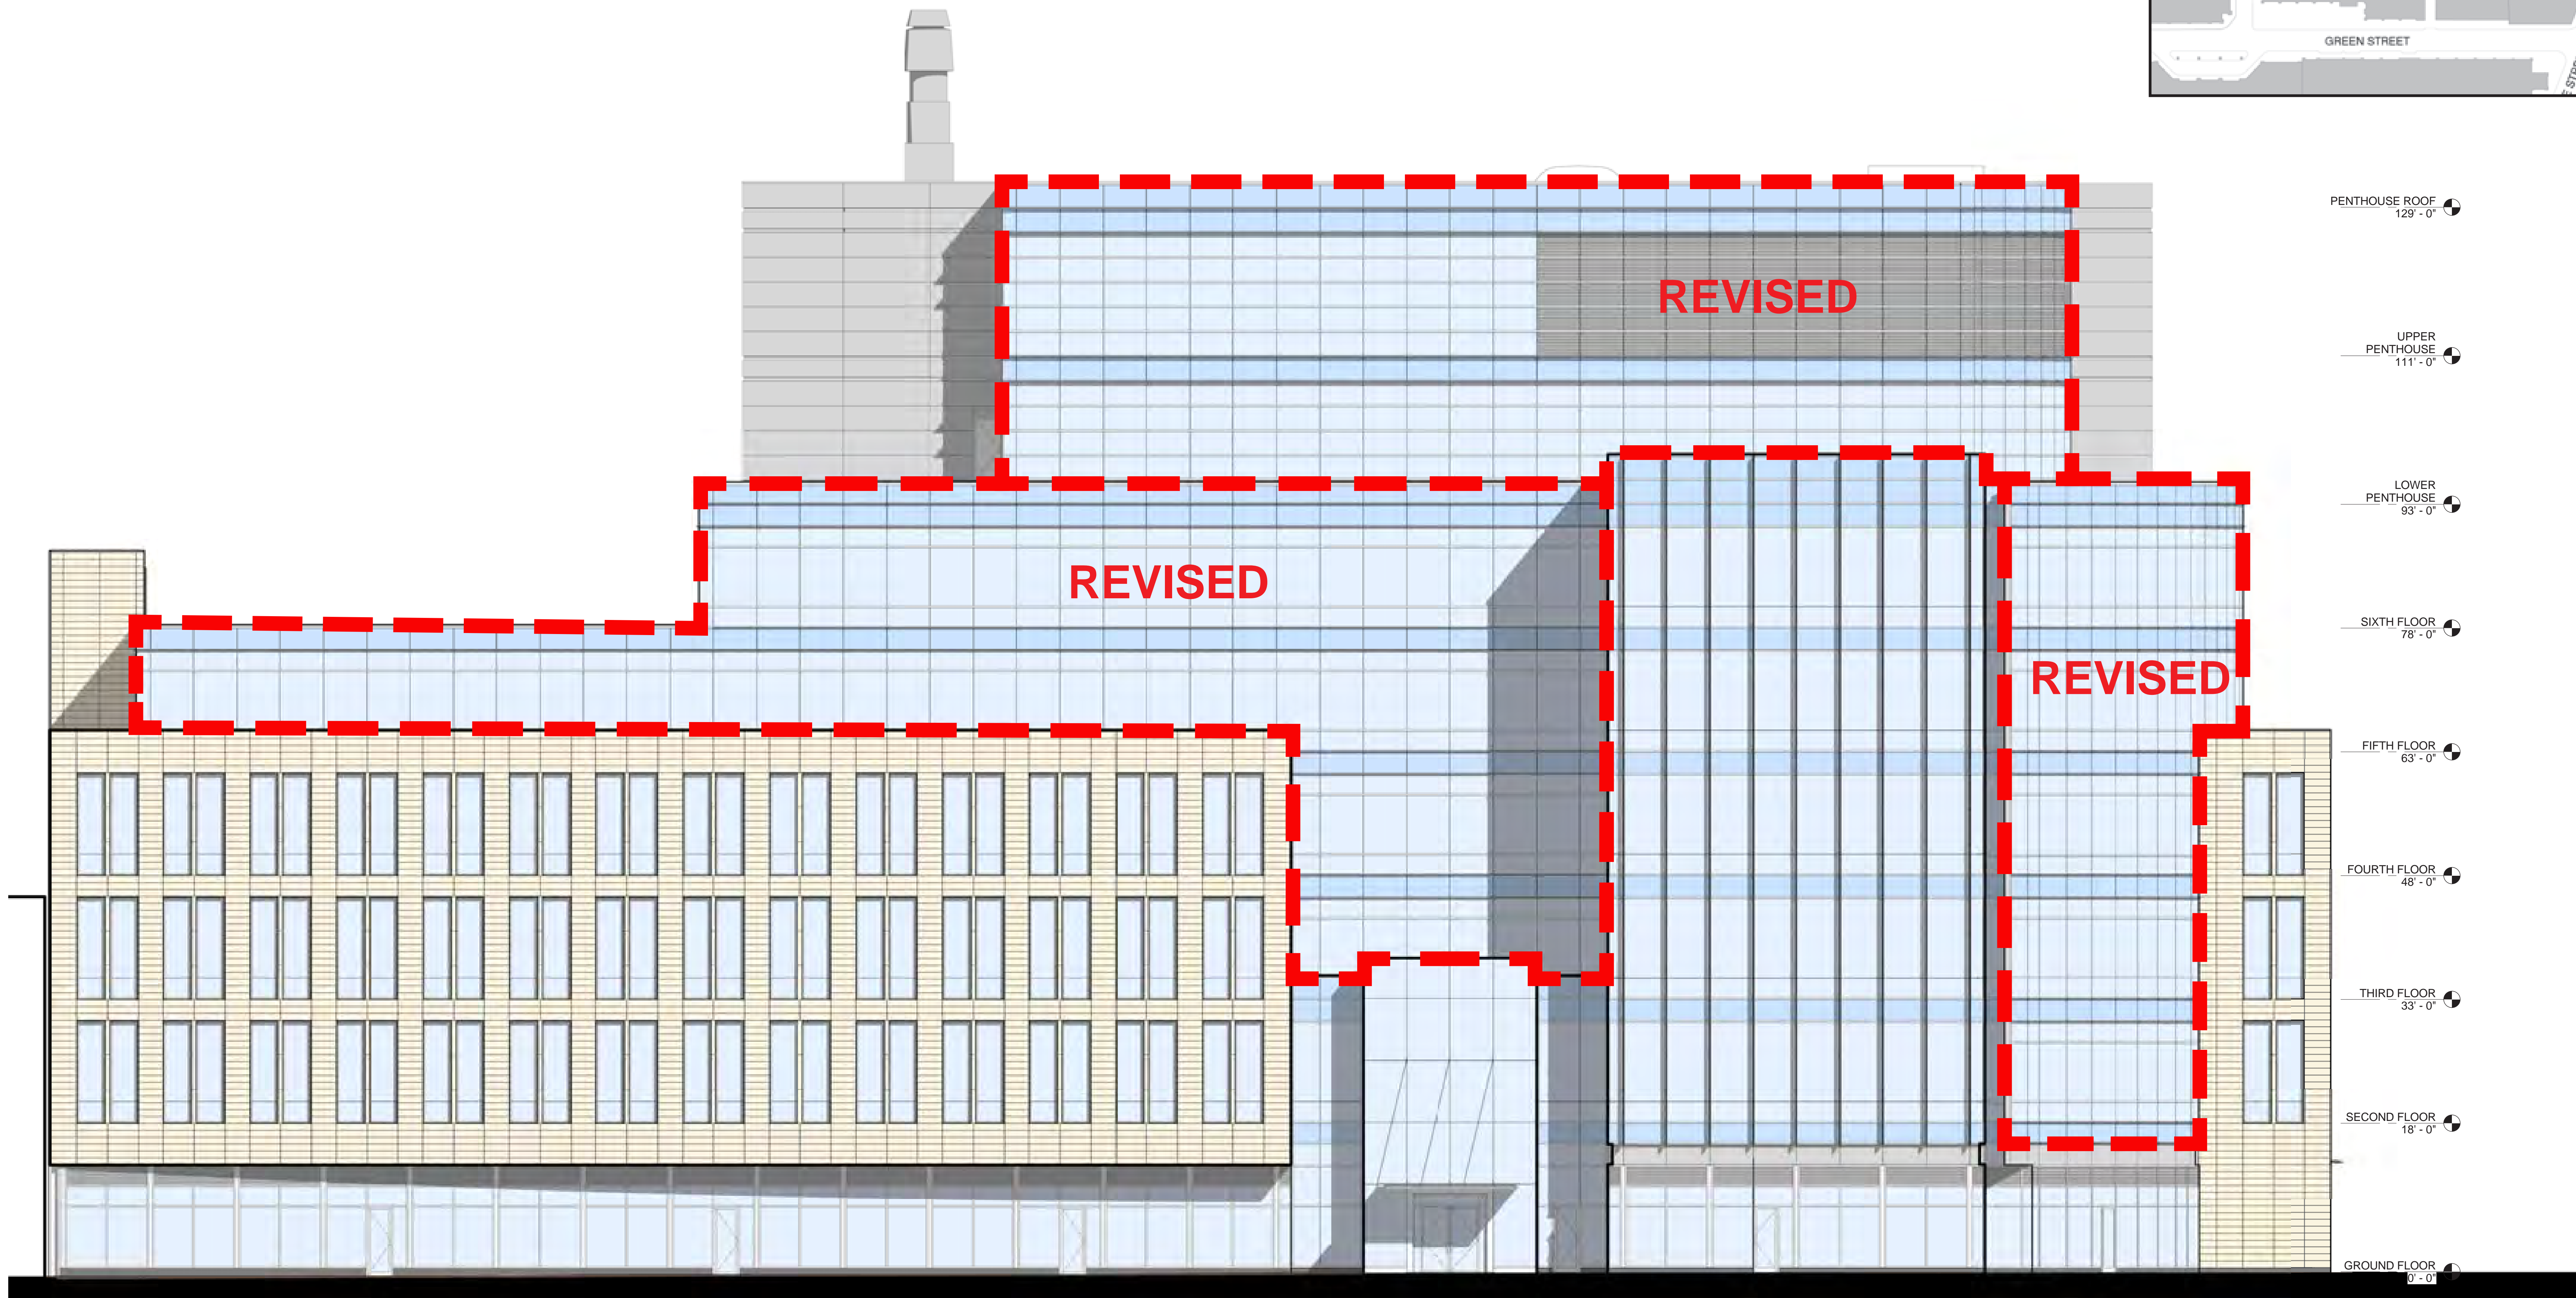 GREEN STREET
PENTHOUSE ROOF
129' - 0"
REVISED
UPPER
PENTHOUSE
111' - 0"
LOWER
PENTHOUSE
93' - 0"
REVISED
SIXTH FLOOR
78' - 0"
REVISED
FIFTH FLOOR
63' - 0"
FOURTH FLOOR
48' - 0"
THIRD FLOOR
33' - 0"
SECOND FLOOR
18' - 0"
GROUND FLOOR
0' - 0"